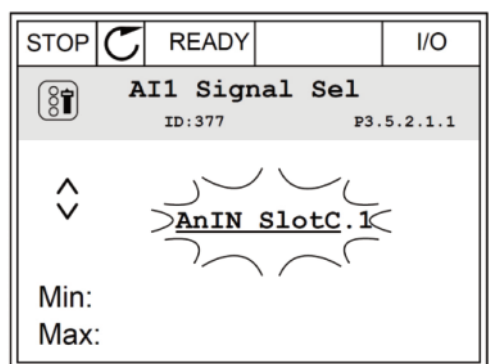 STOP READY I/O
AI1 Signal Sel
ID:377 P3.5.2.1.1
AnIN SlotC.1
Min:
Max: